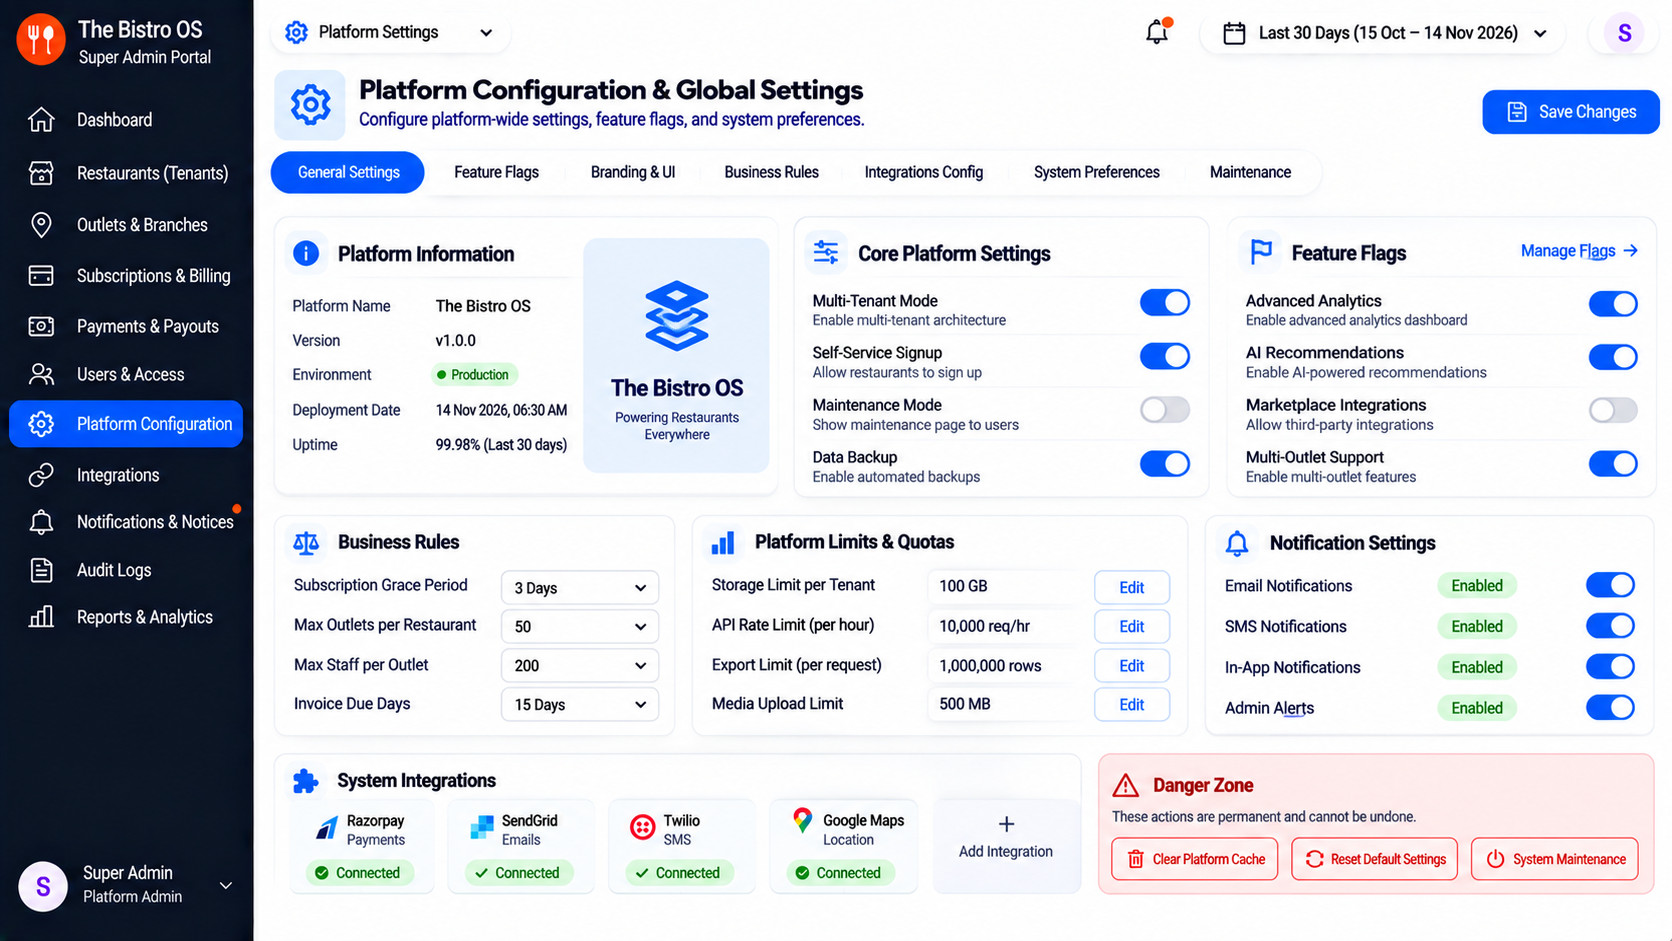 The Bistro OS
Super Admin Portal
Dashboard
Restaurants (Tenants)
Outlets & Branches
Subscriptions & Billing
Payments & Payouts
Users & Access
Platform Configuration
Integrations
Notifications & Notices
Audit Logs
Reports & Analytics
S
Super Admin
Platform Admin
Platform Settings
Last 30 Days (15 Oct – 14 Nov 2026)
S
Platform Configuration & Global Settings
Configure platform-wide settings, feature flags, and system preferences.
Save Changes
General Settings
Feature Flags
Branding & UI
Business Rules
Integrations Config
System Preferences
Maintenance
Platform Information
Platform Name The Bistro OS
Version v1.0.0
Environment Production
Deployment Date 14 Nov 2026, 06:30 AM
Uptime 99.98% (Last 30 days)
The Bistro OS
Powering Restaurants
Everywhere
Core Platform Settings
Multi-Tenant Mode
Enable multi-tenant architecture
Self-Service Signup
Allow restaurants to sign up
Maintenance Mode
Show maintenance page to users
Data Backup
Enable automated backups
Feature Flags
Manage Flags →
Advanced Analytics
Enable advanced analytics dashboard
AI Recommendations
Enable AI-powered recommendations
Marketplace Integrations
Allow third-party integrations
Multi-Outlet Support
Enable multi-outlet features
Business Rules
Subscription Grace Period 3 Days
Max Outlets per Restaurant 50
Max Staff per Outlet 200
Invoice Due Days 15 Days
Platform Limits & Quotas
Storage Limit per Tenant 100 GB Edit
API Rate Limit (per hour) 10,000 req/hr Edit
Export Limit (per request) 1,000,000 rows Edit
Media Upload Limit 500 MB Edit
Notification Settings
Email Notifications Enabled
SMS Notifications Enabled
In-App Notifications Enabled
Admin Alerts Enabled
System Integrations
Razorpay
Payments
Connected
SendGrid
Emails
Connected
Twilio
SMS
Connected
Google Maps
Location
Connected
+
Add Integration
Danger Zone
These actions are permanent and cannot be undone.
Clear Platform Cache
Reset Default Settings
System Maintenance